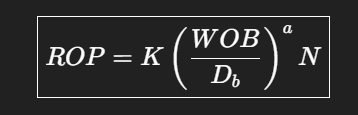 ROP = K (WOB / D_b)^a N